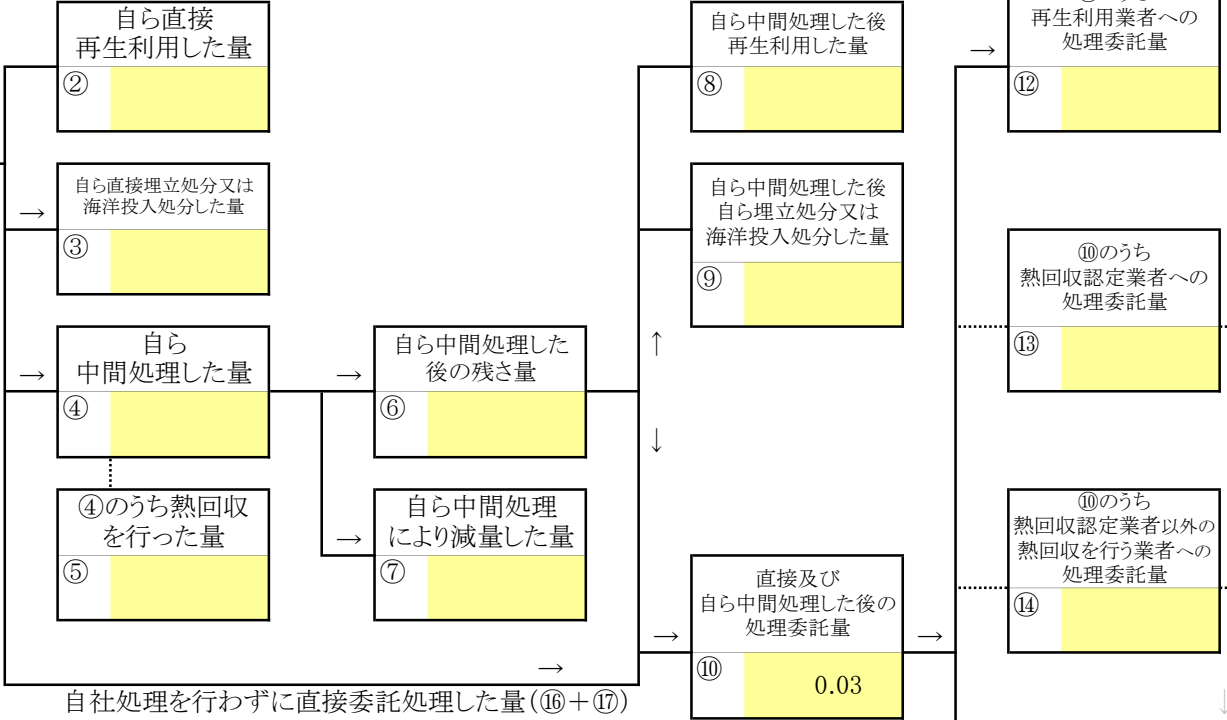 自ら直接
再生利用した量
②
自ら直接埋立処分又は
海洋投入処分した量
→
③
自ら
中間処理した量
→
④
④のうち熱回収
を行った量
⑤
→
自ら中間処理した
後の残さ量
⑥
→
自ら中間処理
により減量した量
⑦
→
自社処理を行わずに直接委託処理した量(⑯+⑰)
自ら中間処理した後
再生利用した量
⑧
自ら中間処理した後
自ら埋立処分又は
海洋投入処分した量
⑨
↑
↓
→
直接及び
自ら中間処理した後の
処理委託量
⑩
0.03
→
→
再生利用業者への
処理委託量
⑫
⑩のうち
熱回収認定業者への
処理委託量
⑬
⑩のうち
熱回収認定業者以外の
熱回収を行う業者への
処理委託量
⑭
↓